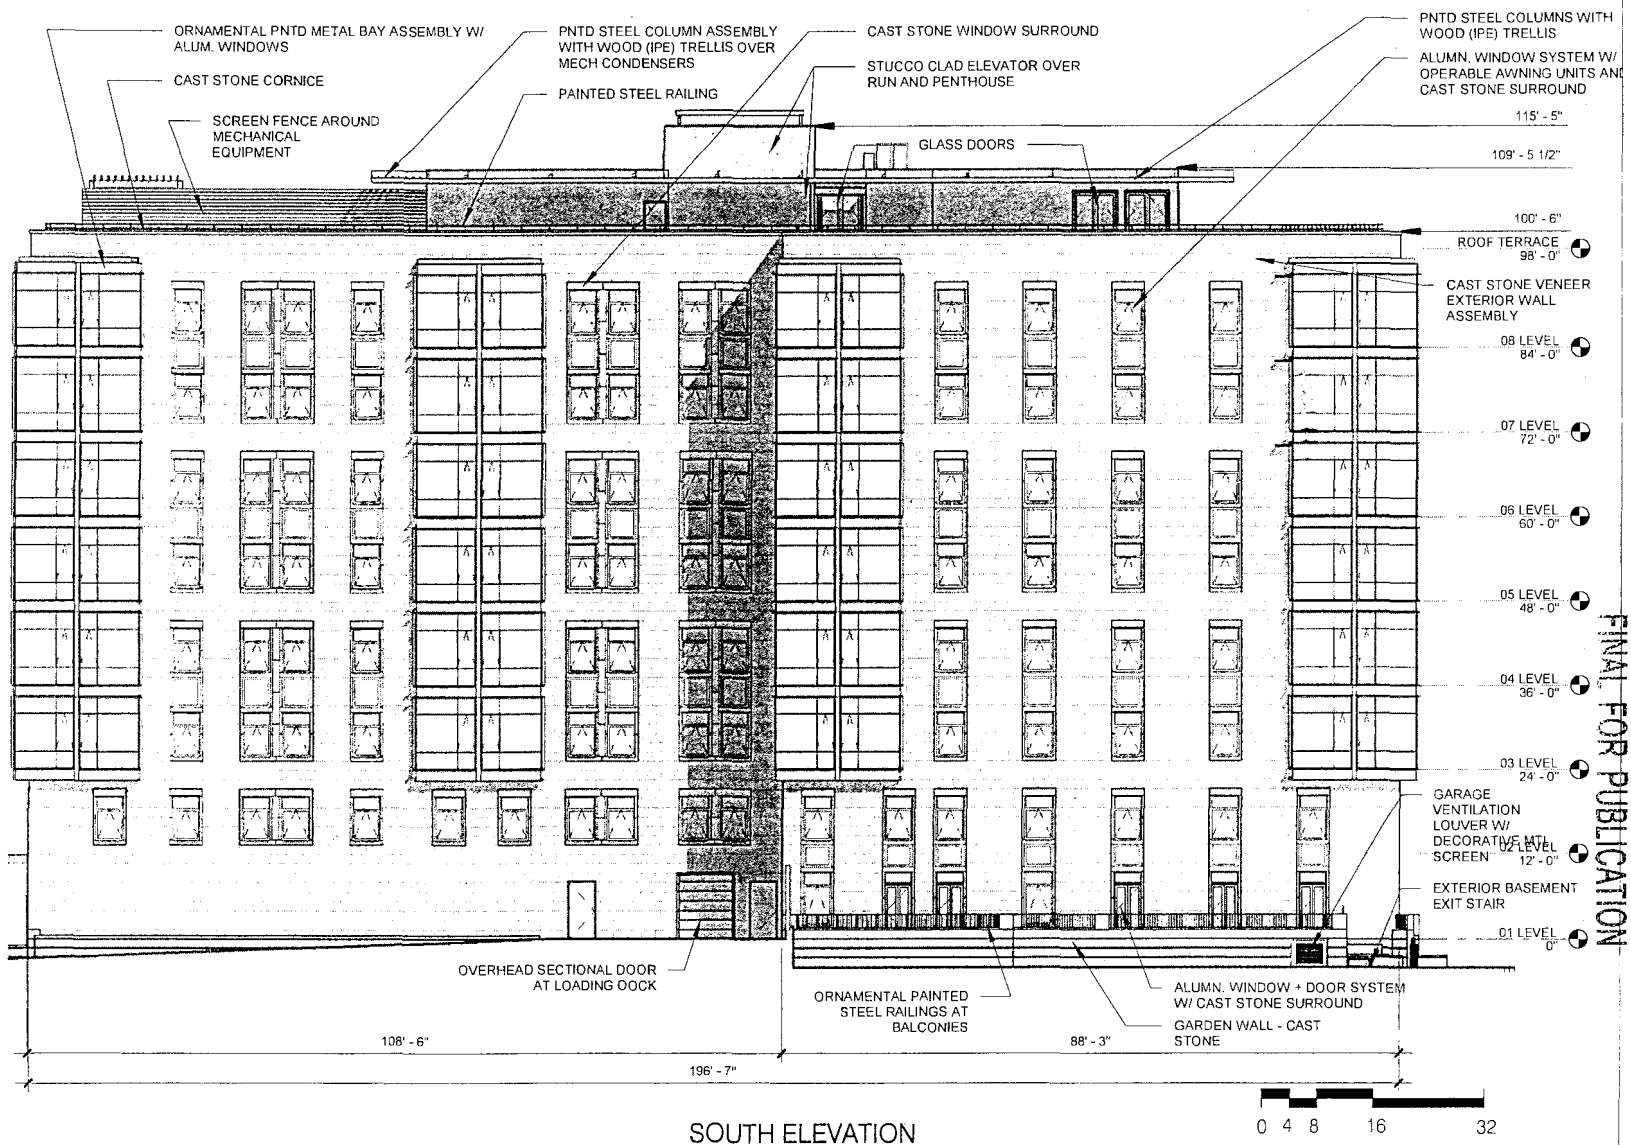 ORNAMENTAL PNTD METAL BAY ASSEMBLY W/
ALUM. WINDOWS
CAST STONE CORNICE
SCREEN FENCE AROUND
MECHANICAL
EQUIPMENT
PNTD STEEL COLUMN ASSEMBLY
WITH WOOD (IPE) TRELLIS OVER
MECH CONDENSERS
PAINTED STEEL RAILING
CAST STONE WINDOW SURROUND
STUCCO CLAD ELEVATOR OVER
RUN AND PENTHOUSE
GLASS DOORS
PNTD STEEL COLUMNS WITH
WOOD (IPE) TRELLIS
ALUMN. WINDOW SYSTEM W/
OPERABLE AWNING UNITS AND
CAST STONE SURROUND
115' - 5"
109' - 5 1/2"
100' - 6"
ROOF TERRACE
98' - 0"
CAST STONE VENEER
EXTERIOR WALL
ASSEMBLY
08 LEVEL
84' - 0"
07 LEVEL
72' - 0"
06 LEVEL
60' - 0"
05 LEVEL
48' - 0"
04 LEVEL
36' - 0"
03 LEVEL
24' - 0"
GARAGE
VENTILATION
LOUVER W/
DECORATIVE MTL
SCREEN
02 LEVEL
12' - 0"
EXTERIOR BASEMENT
EXIT STAIR
01 LEVEL
0"
FINAL FOR PUBLICATION
OVERHEAD SECTIONAL DOOR
AT LOADING DOCK
ORNAMENTAL PAINTED
STEEL RAILINGS AT
BALCONIES
ALUMN. WINDOW + DOOR SYSTEM
W/ CAST STONE SURROUND
GARDEN WALL - CAST
STONE
108' - 6"
88' - 3"
196' - 7"
SOUTH ELEVATION
0 4 8 16 32